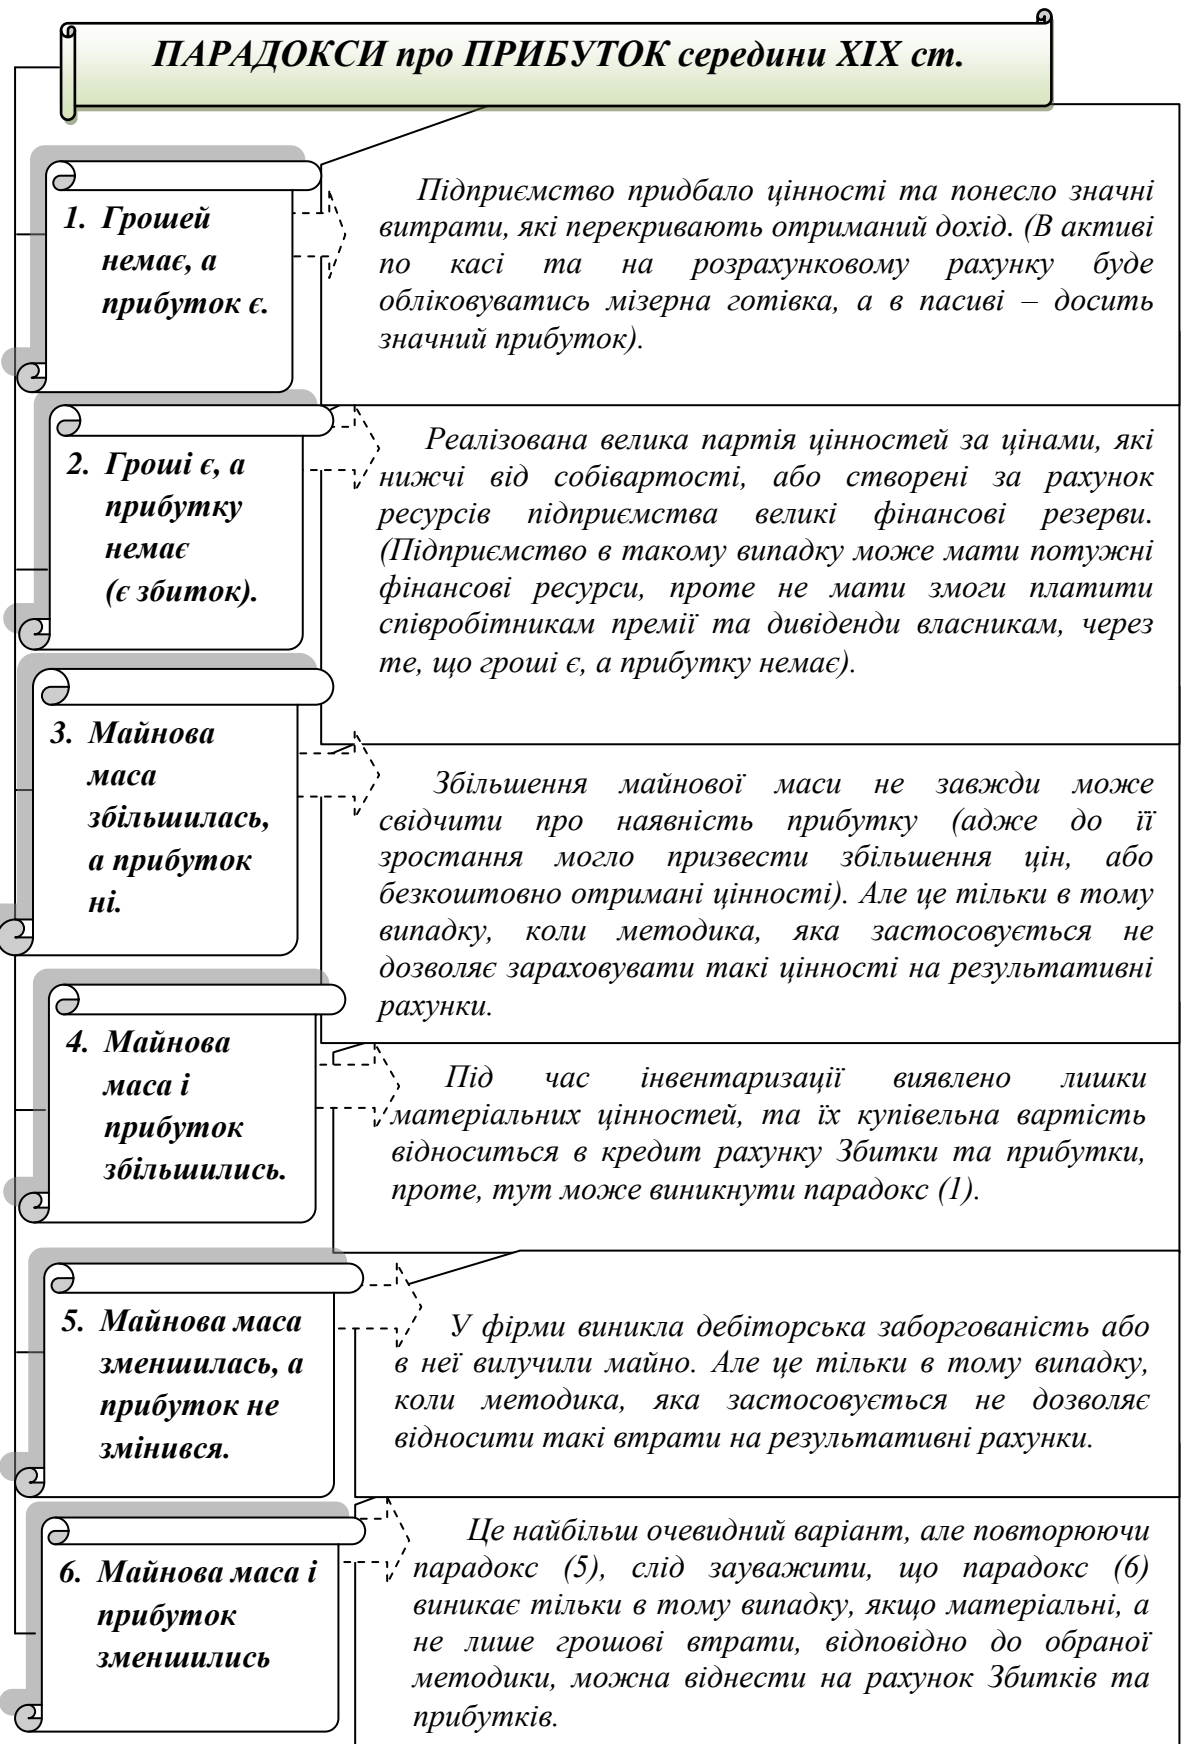 ПАРАДОКСИ про ПРИБУТОК середини ХІХ ст.
1. Грошей
немає, а
прибуток є.
Підприємство придбало цінності та понесло значні
витрати, які перекривають отриманий дохід. (В активі
по касі та на розрахунковому рахунку буде
обліковуватись мізерна готівка, а в пасиві – досить
значний прибуток).
2. Гроші є, а
прибутку
немає
(є збиток).
Реалізована велика партія цінностей за цінами, які
нижчі від собівартості, або створені за рахунок
ресурсів підприємства великі фінансові резерви.
(Підприємство в такому випадку може мати потужні
фінансові ресурси, проте не мати змоги платити
співробітникам премії та дивіденди власникам, через
те, що гроші є, а прибутку немає).
3. Майнова
маса
збільшилась,
а прибуток
ні.
Збільшення майнової маси не завжди може
свідчити про наявність прибутку (адже до її
зростання могло призвести збільшення цін, або
безкоштовно отримані цінності). Але це тільки в тому
випадку, коли методика, яка застосовується не
дозволяє зараховувати такі цінності на результативні
рахунки.
4. Майнова
маса і
прибуток
збільшились.
Під час інвентаризації виявлено лишки
матеріальних цінностей, та їх купівельна вартість
відноситься в кредит рахунку Збитки та прибутки,
проте, тут може виникнути парадокс (1).
5. Майнова маса
зменшилась, а
прибуток не
змінився.
У фірми виникла дебіторська заборгованість або
в неї вилучили майно. Але це тільки в тому випадку,
коли методика, яка застосовується не дозволяє
відносити такі втрати на результативні рахунки.
6. Майнова маса і
прибуток
зменшились
Це найбільш очевидний варіант, але повторюючи
парадокс (5), слід зауважити, що парадокс (6)
виникає тільки в тому випадку, якщо матеріальні, а
не лише грошові втрати, відповідно до обраної
методики, можна віднести на рахунок Збитків та
прибутків.